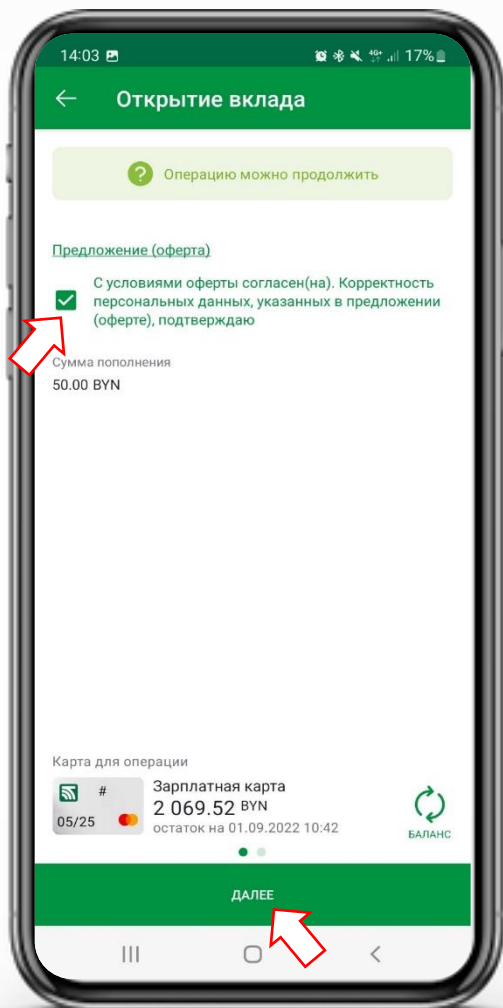 14:03 4G+ 17%
Открытие вклада
Операцию можно продолжить
Предложение (оферта)
С условиями оферты согласен(на). Корректность
персональных данных, указанных в предложении
(оферте), подтверждаю
Сумма пополнения
50.00 BYN
Карта для операции
#
05/25
Зарплатная карта
2 069.52 BYN
остаток на 01.09.2022 10:42
БАЛАНС
ДАЛЕЕ